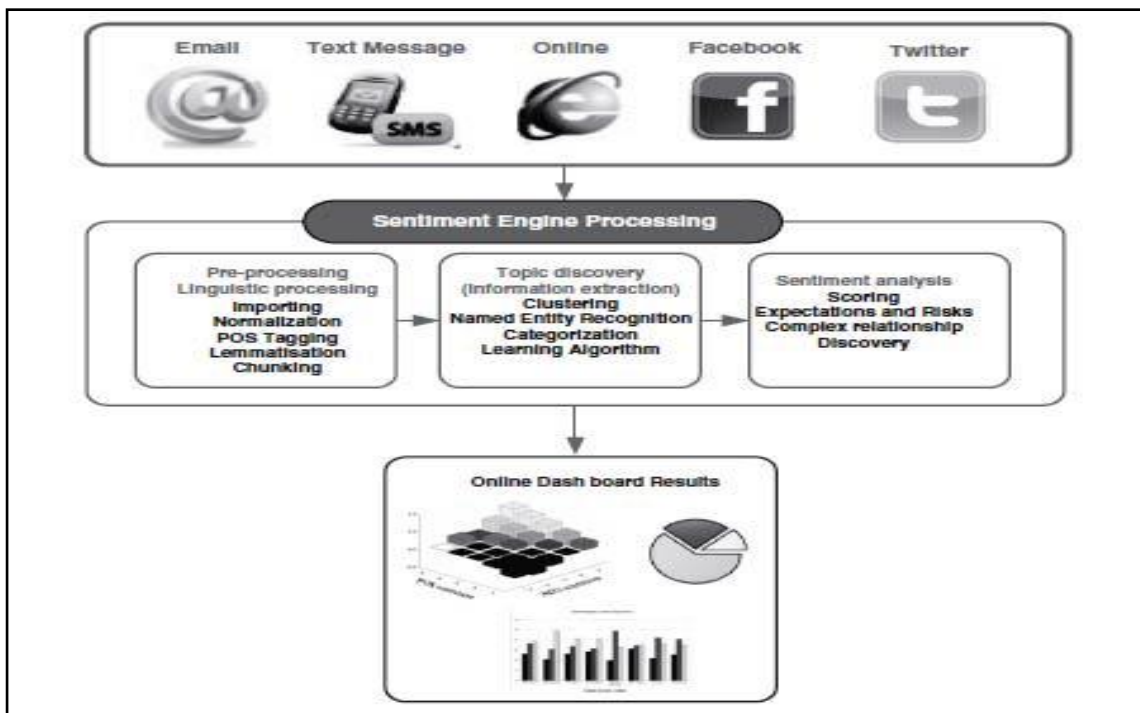 Email Text Message Online Facebook Twitter
@ SMS e f t
Sentiment Engine Processing
Pre-processing
Linguistic processing
Importing
Normalization
POS Tagging
Lemmatisation
Chunking
Topic discovery
(Information extraction)
Clustering
Named Entity Recognition
Categorization
Learning Algorithm
Sentiment analysis
Scoring
Expectations and Risks
Complex relationship
Discovery
Online Dash board Results